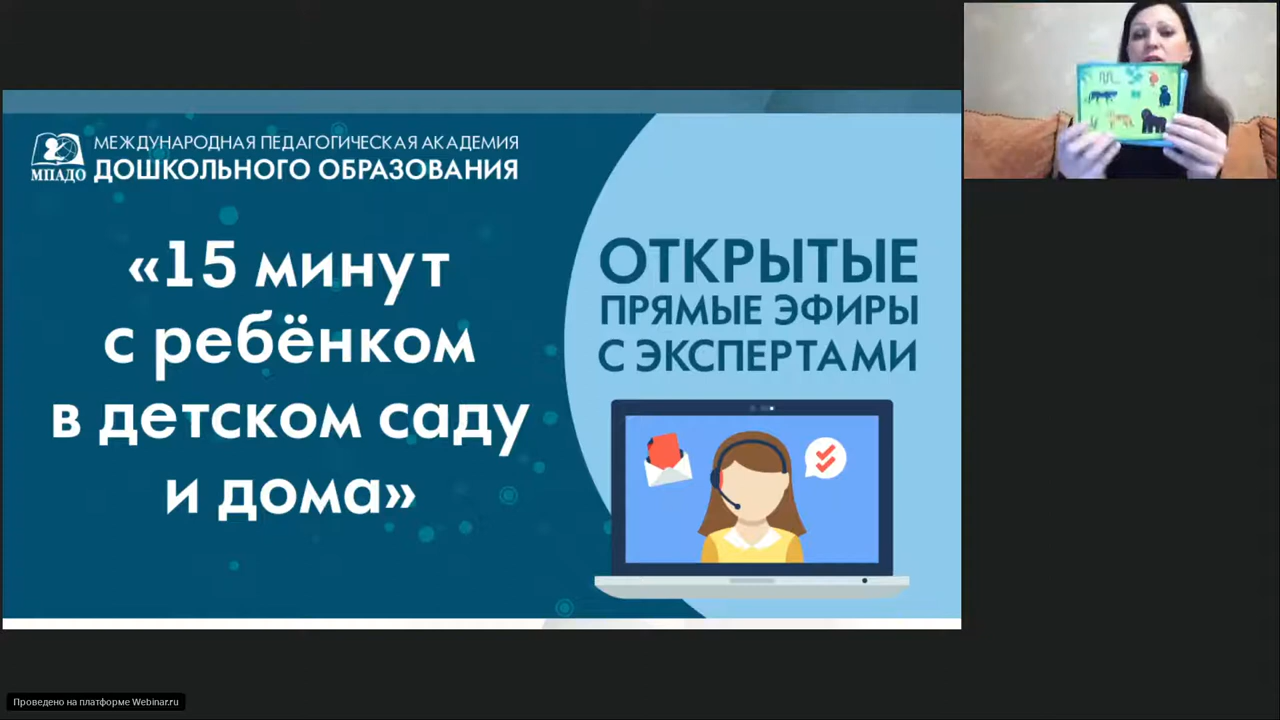 МЕЖДУНАРОДНАЯ ПЕДАГОГИЧЕСКАЯ АКАДЕМИЯ
ДОШКОЛЬНОГО ОБРАЗОВАНИЯ
МПАДО
«15 минут
с ребёнком
в детском саду
и дома»
ОТКРЫТЫЕ
ПРЯМЫЕ ЭФИРЫ
С ЭКСПЕРТАМИ
Проведено на платформе Webinar.ru